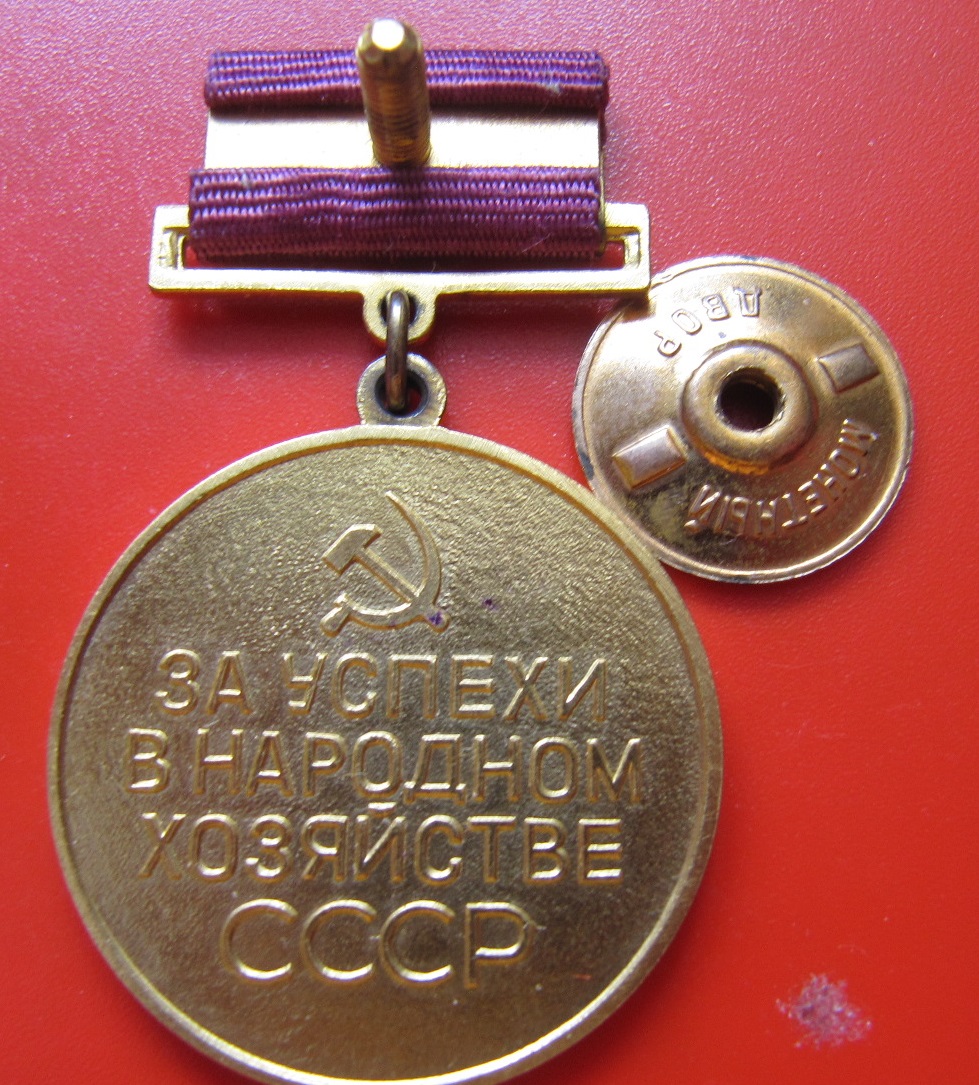 ЗА УСПЕХИ
В НАРОДНОМ
ХОЗЯЙСТВЕ
СССР
МОНЕТНЫЙ
ДВОР